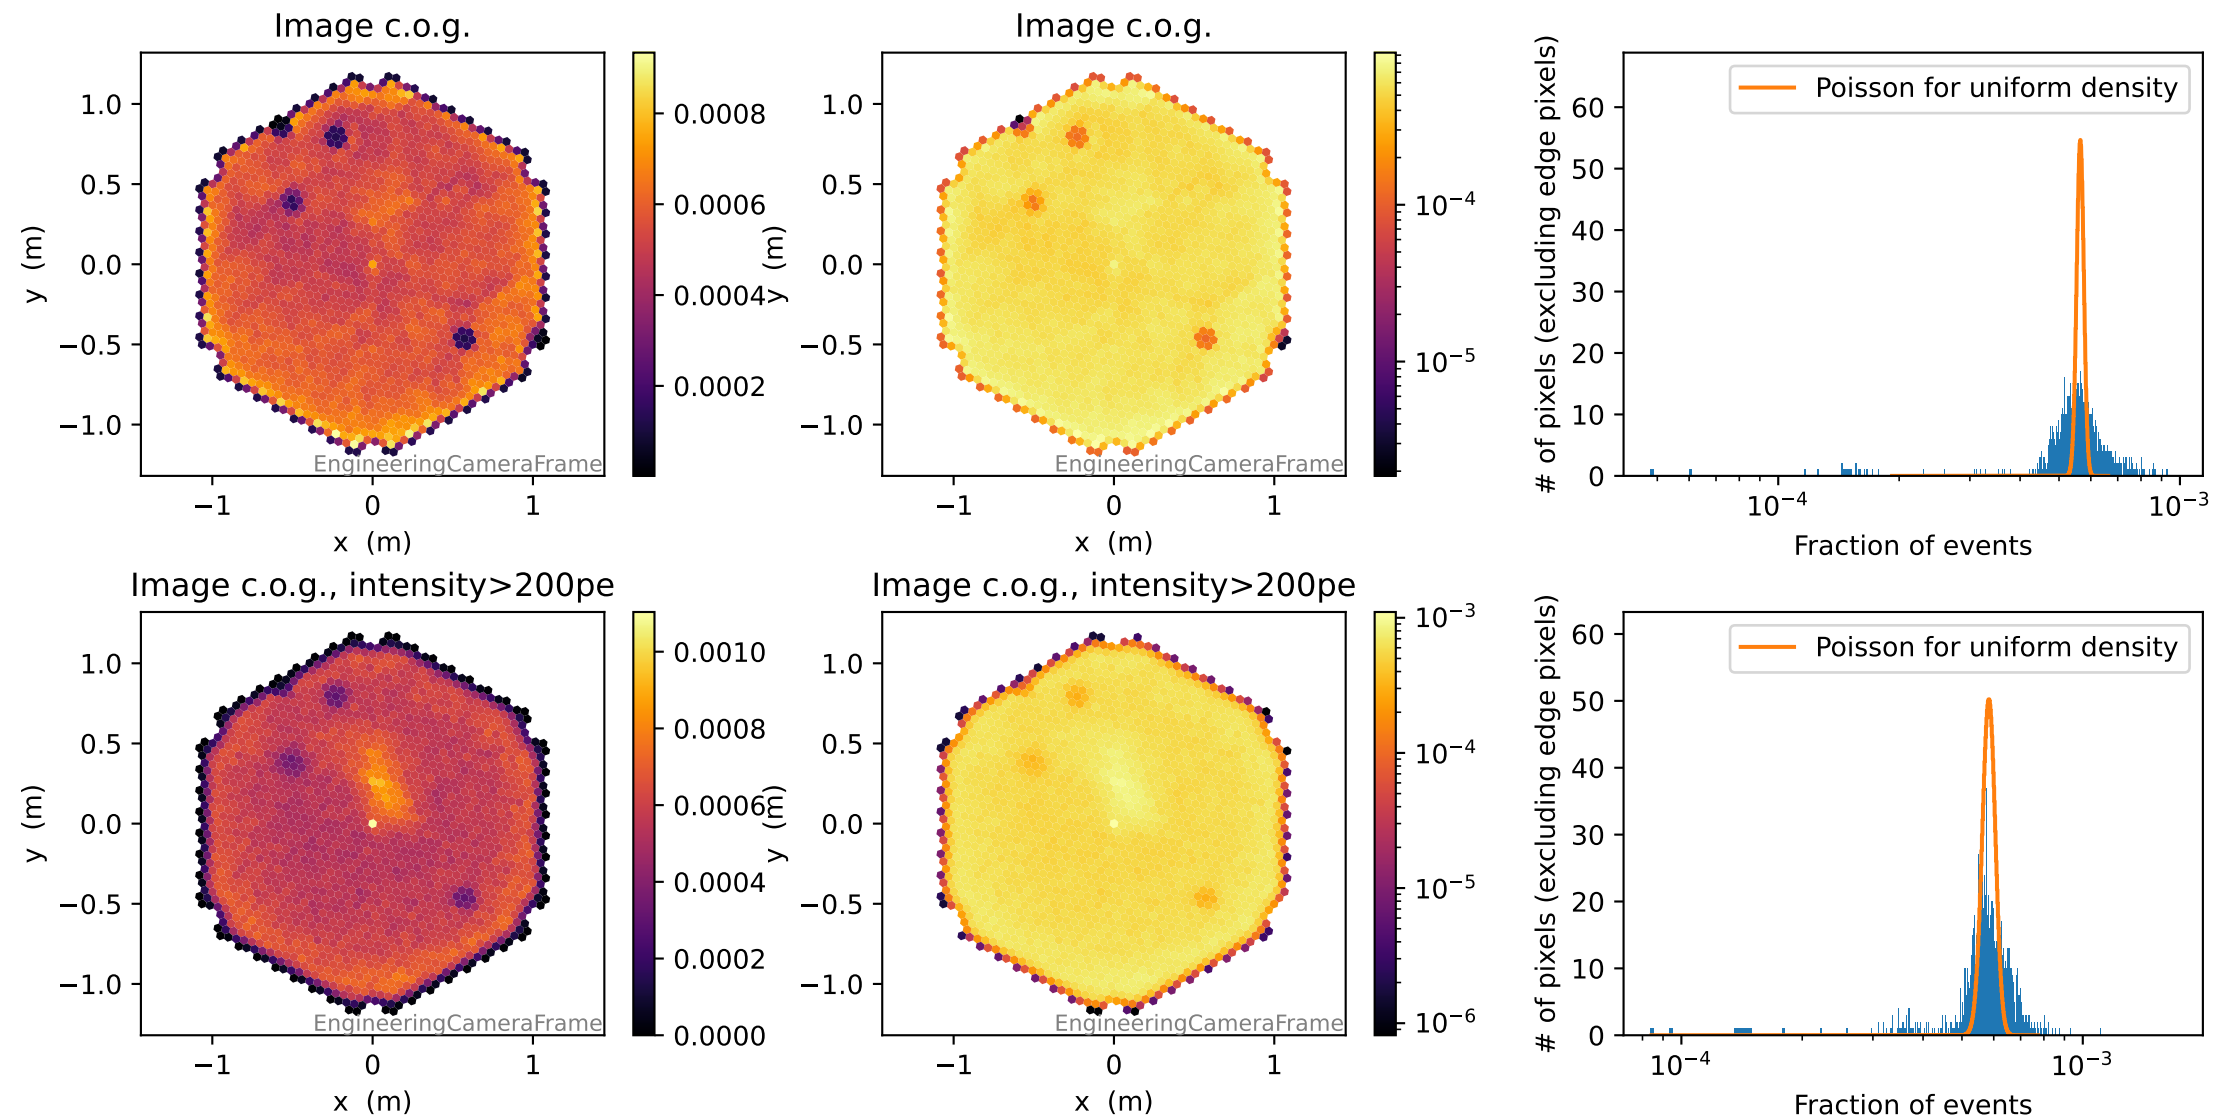 Image c.o.g.
1.0
0.5
0.0
−0.5
−1.0
y (m)
−1 0 1
x (m)
EngineeringCameraFrame
0.0008
0.0006
0.0004
0.0002
Image c.o.g.
1.0
0.5
0.0
−0.5
−1.0
y (m)
−1 0 1
x (m)
EngineeringCameraFrame
10⁻⁴
10⁻⁵
# of pixels (excluding edge pixels)
60
50
40
30
20
10
0
Poisson for uniform density
10⁻⁴ 10⁻³
Fraction of events
Image c.o.g., intensity>200pe
1.0
0.5
0.0
−0.5
−1.0
y (m)
−1 0 1
x (m)
EngineeringCameraFrame
0.0010
0.0008
0.0006
0.0004
0.0002
0.0000
Image c.o.g., intensity>200pe
1.0
0.5
0.0
−0.5
−1.0
y (m)
−1 0 1
x (m)
EngineeringCameraFrame
10⁻³
10⁻⁴
10⁻⁵
10⁻⁶
# of pixels (excluding edge pixels)
60
50
40
30
20
10
0
Poisson for uniform density
10⁻⁴ 10⁻³
Fraction of events